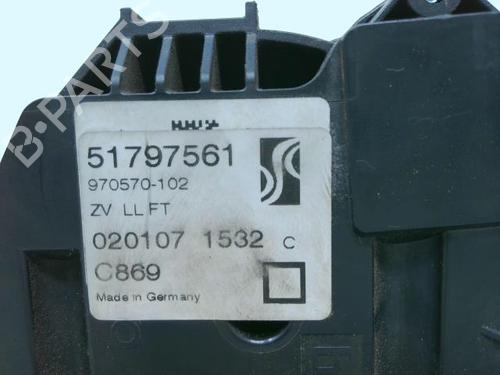 B-PARTS
51797561
970570-102
ZV LL FT
020107 1532 C
C869
Made in Germany